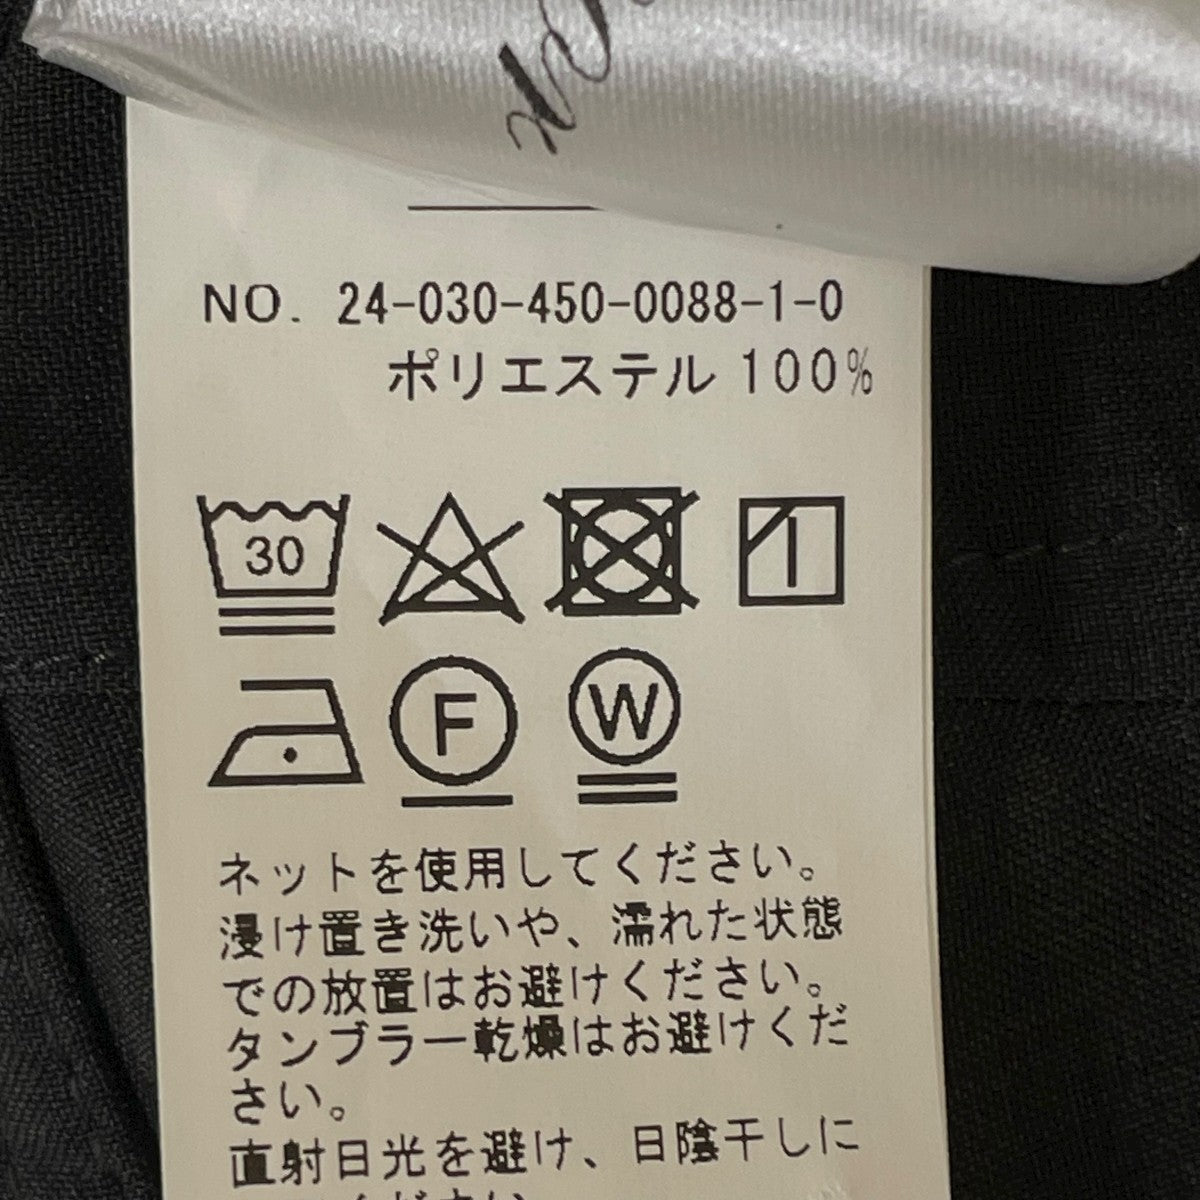 NO. 24-030-450-0088-1-0
ポリエステル 100%
30
F
W
ネットを使用してください。
浸け置き洗いや、濡れた状態
での放置はお避けください。
タンブラー乾燥はお避けくだ
さい。
直射日光を避け、日陰干しに